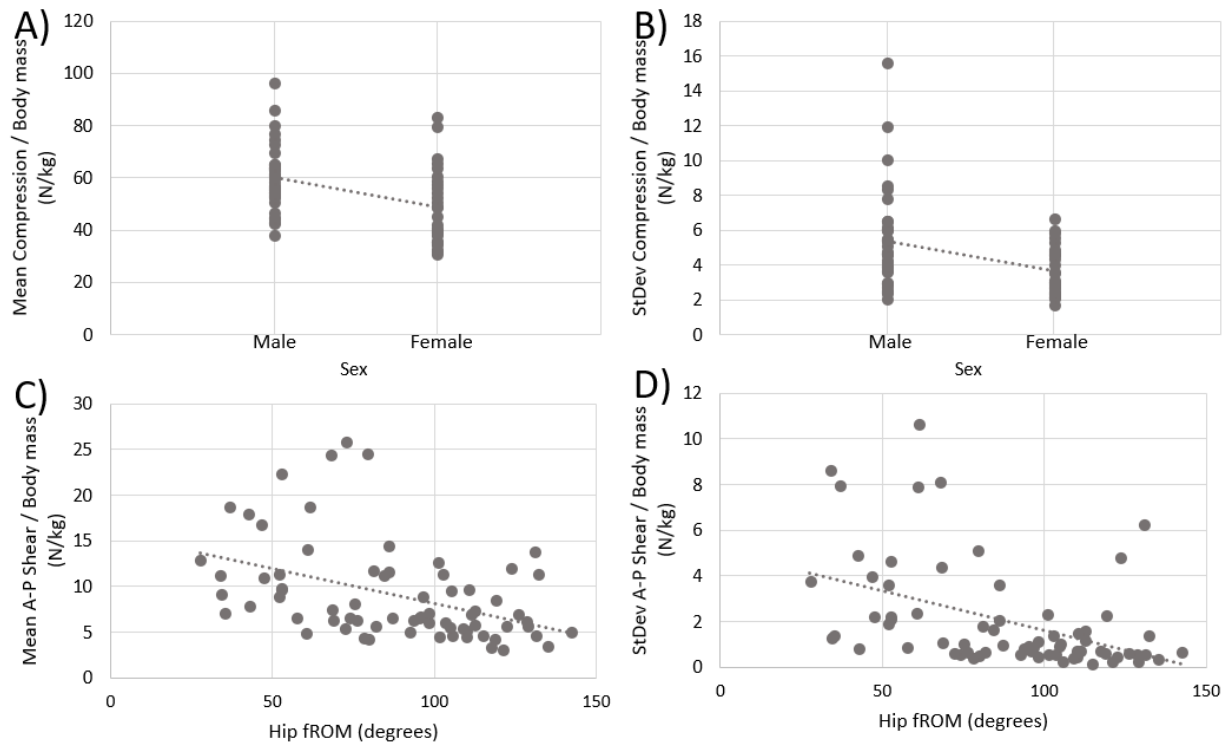 A)
Mean Compression / Body mass
(N/kg)
120
100
80
60
40
20
0
Male
Female
Sex
B)
StDev Compression / Body mass
(N/kg)
18
16
14
12
10
8
6
4
2
0
Male
Female
Sex
C)
Mean A-P Shear / Body mass
(N/kg)
30
25
20
15
10
5
0
0
50
100
150
Hip fROM (degrees)
D)
StDev A-P Shear / Body mass
(N/kg)
12
10
8
6
4
2
0
0
50
100
150
Hip fROM (degrees)